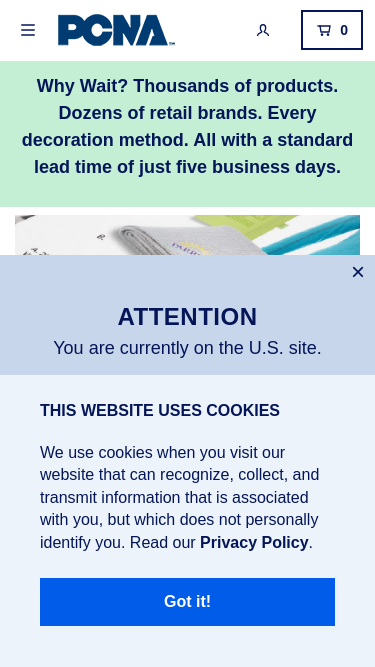 PCNA
0
Why Wait? Thousands of products.
Dozens of retail brands. Every
decoration method. All with a standard
lead time of just five business days.
ATTENTION
You are currently on the U.S. site.
THIS WEBSITE USES COOKIES
We use cookies when you visit our
website that can recognize, collect, and
transmit information that is associated
with you, but which does not personally
identify you. Read our Privacy Policy.
Got it!